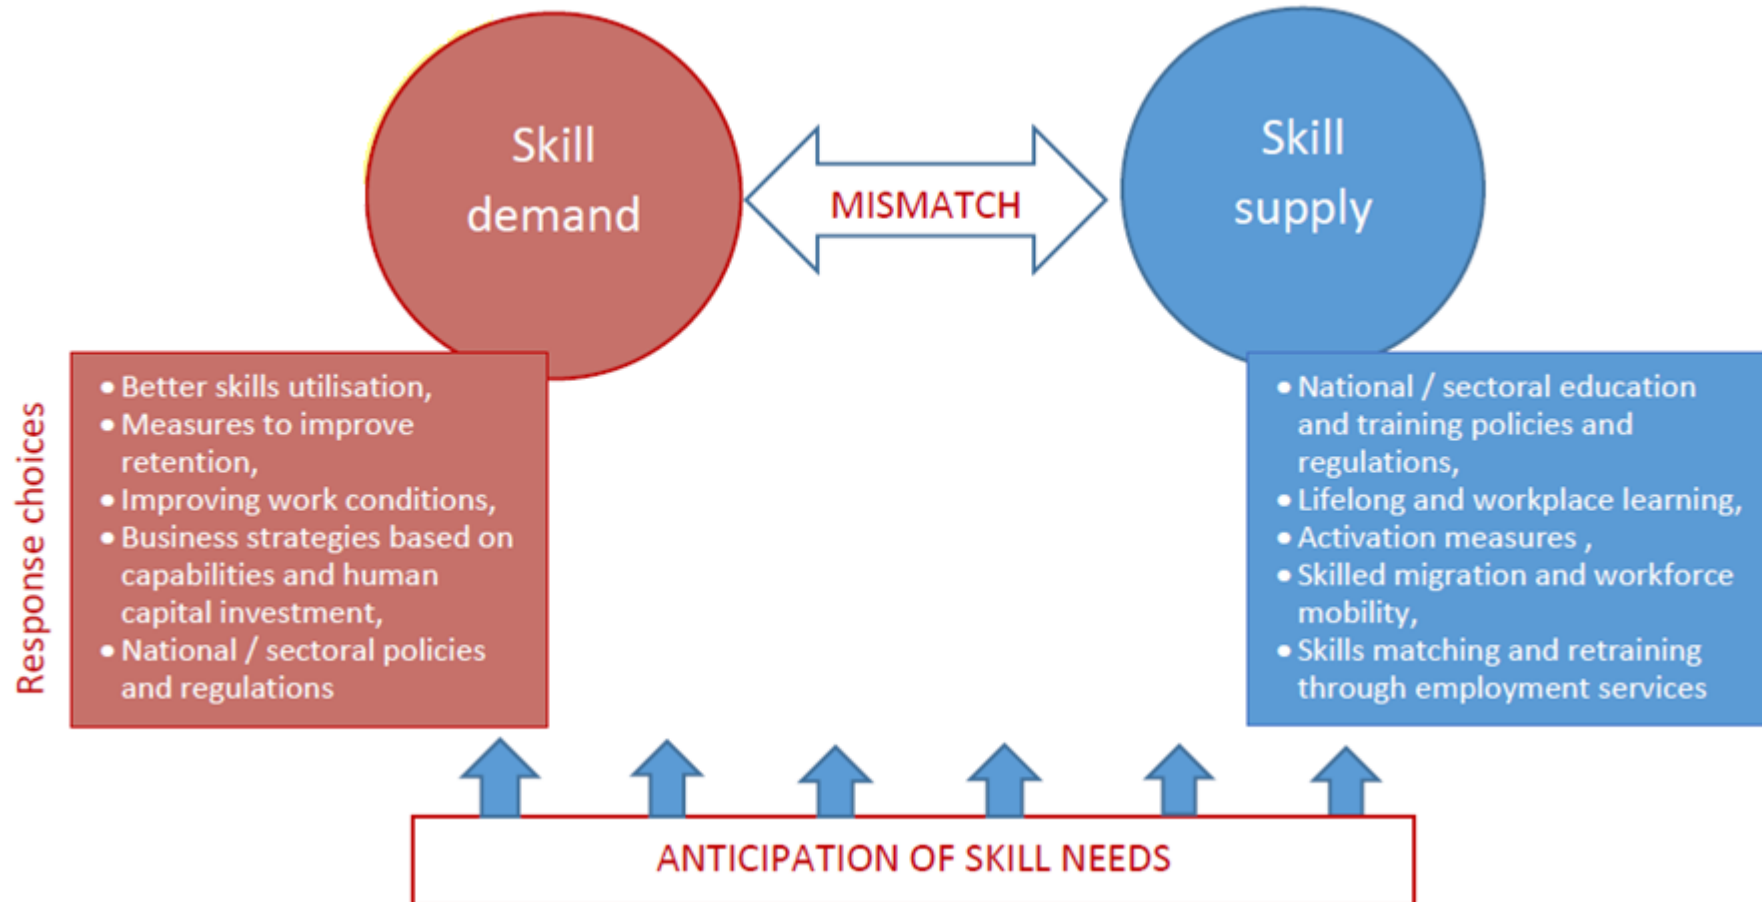 Skill
demand
MISMATCH
Skill
supply
Response choices
• Better skills utilisation,
• Measures to improve
retention,
• Improving work conditions,
• Business strategies based on
capabilities and human
capital investment,
• National / sectoral policies
and regulations
• National / sectoral education
and training policies and
regulations,
• Lifelong and workplace learning,
• Activation measures ,
• Skilled migration and workforce
mobility,
• Skills matching and retraining
through employment services
ANTICIPATION OF SKILL NEEDS